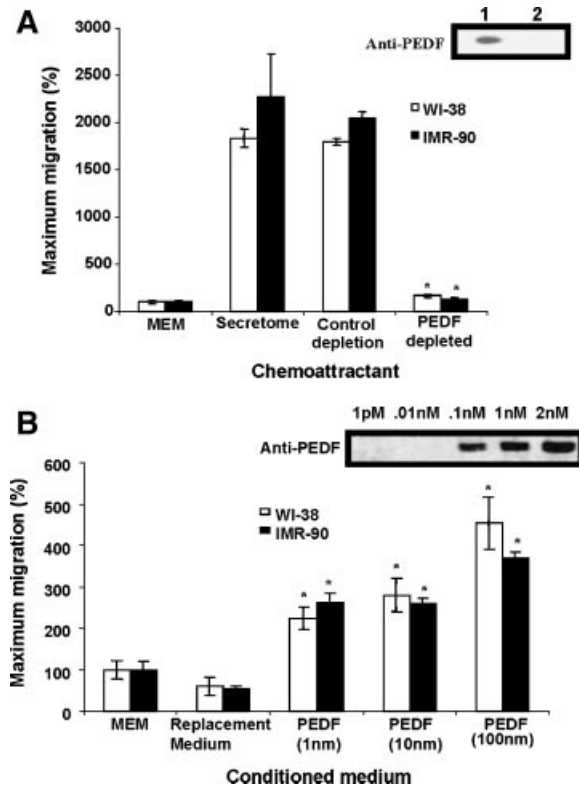 A
1 2
Anti-PEDF
3000
2500
2000
1500
1000
500
0
Maximum migration (%)
WI-38
IMR-90
* *
MEM Secretome Control depletion PEDF depleted
Chemoattractant
B
1pM .01nM .1nM 1nM 2nM
Anti-PEDF
600
500
400
300
200
100
0
Maximum migration (%)
WI-38
IMR-90
* * * * * *
MEM Replacement Medium PEDF (1nm) PEDF (10nm) PEDF (100nm)
Conditioned medium